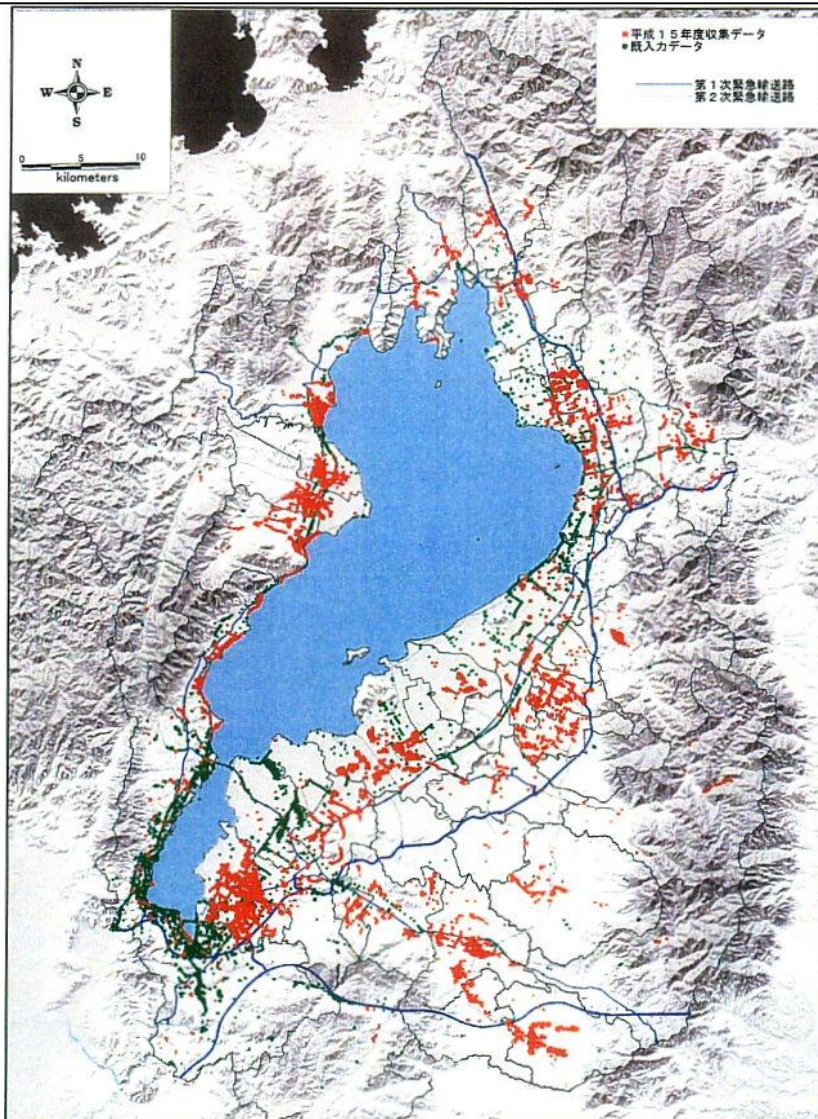 N
W E
S
0 5 10
kilometers
平成15年度収集データ
既入力データ
第1次緊急輸送路
第2次緊急輸送路